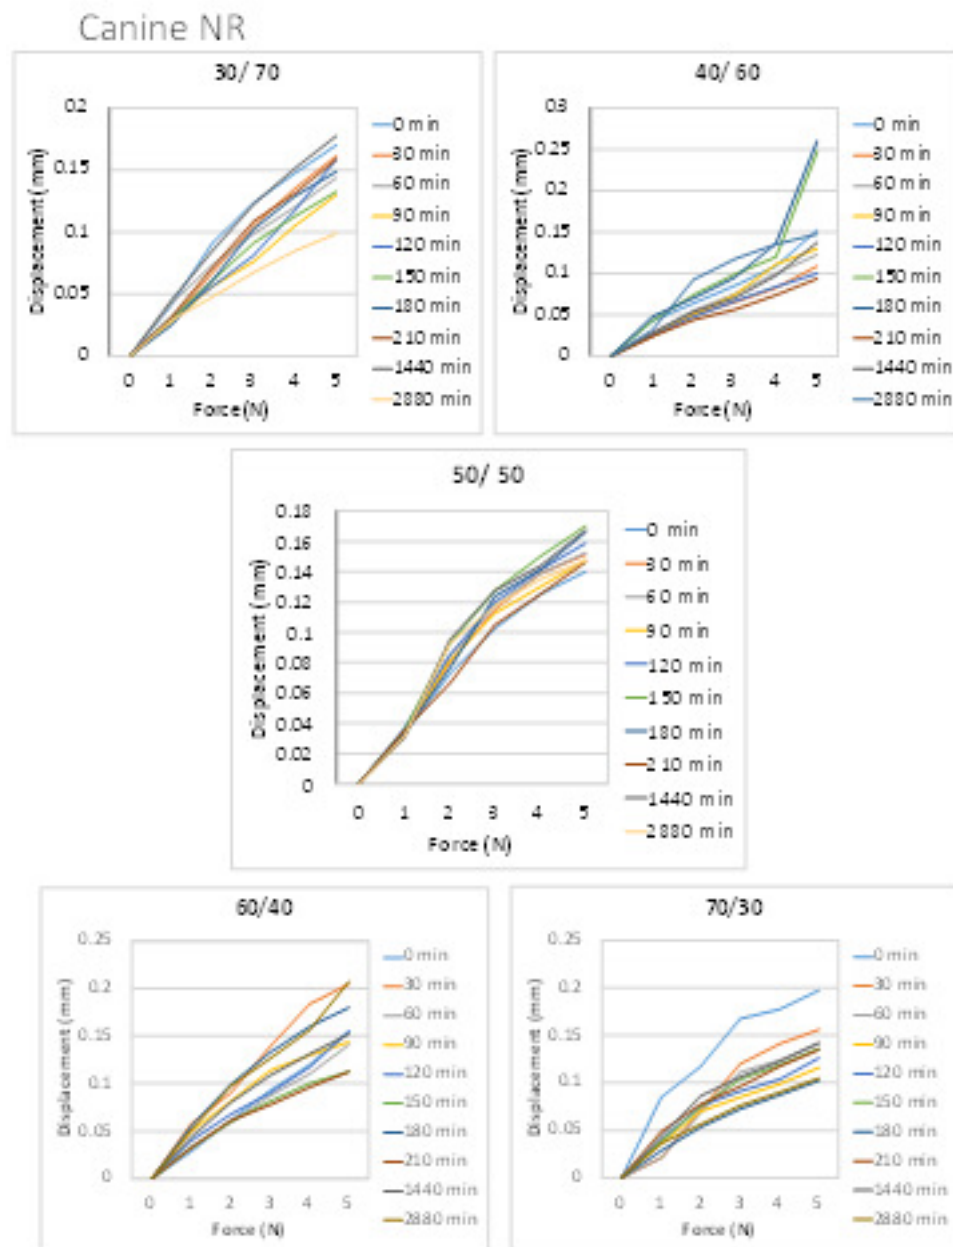 Canine NR
30/ 70
Displacement (mm)
0.2
0.15
0.1
0.05
0
0 1 2 3 4 5
Force (N)
0 min
30 min
60 min
90 min
120 min
150 min
180 min
210 min
1440 min
2880 min
40/ 60
Displacement (mm)
0.3
0.25
0.2
0.15
0.1
0.05
0
0 1 2 3 4 5
Force (N)
0 min
30 min
60 min
90 min
120 min
150 min
180 min
210 min
1440 min
2880 min
50/ 50
Displacement (mm)
0.18
0.16
0.14
0.12
0.1
0.08
0.06
0.04
0.02
0
0 1 2 3 4 5
Force (N)
0 min
30 min
60 min
90 min
120 min
150 min
180 min
210 min
1440 min
2880 min
60/40
Displacement (mm)
0.25
0.2
0.15
0.1
0.05
0
0 1 2 3 4 5
Force (N)
0 min
30 min
60 min
90 min
120 min
150 min
180 min
210 min
1440 min
2880 min
70/30
Displacement (mm)
0.25
0.2
0.15
0.1
0.05
0
0 1 2 3 4 5
Force (N)
0 min
30 min
60 min
90 min
120 min
150 min
180 min
210 min
1440 min
2880 min